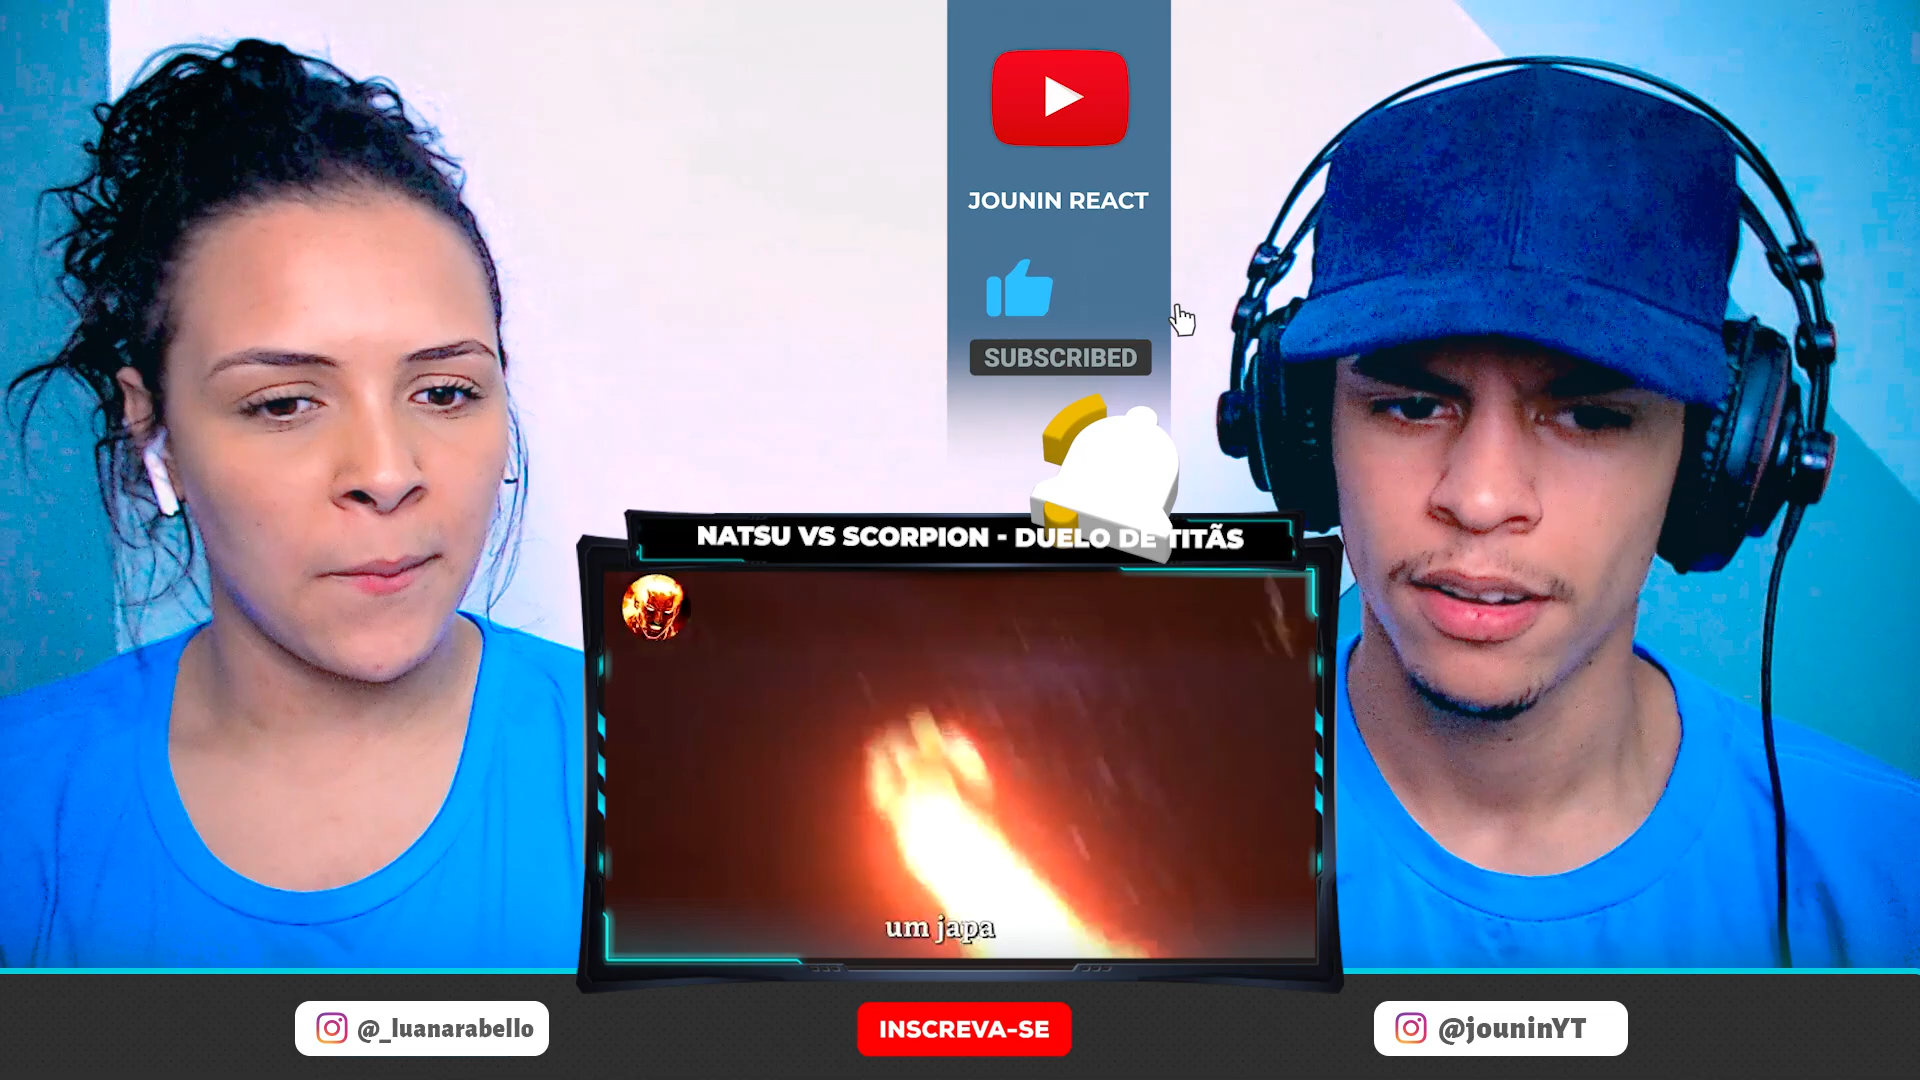 JOUNIN REACT
SUBSCRIBED
NATSU VS SCORPION - DUELO DE TITÃS
um japa
@_luanarabello
INSCREVA-SE
@jouninYT